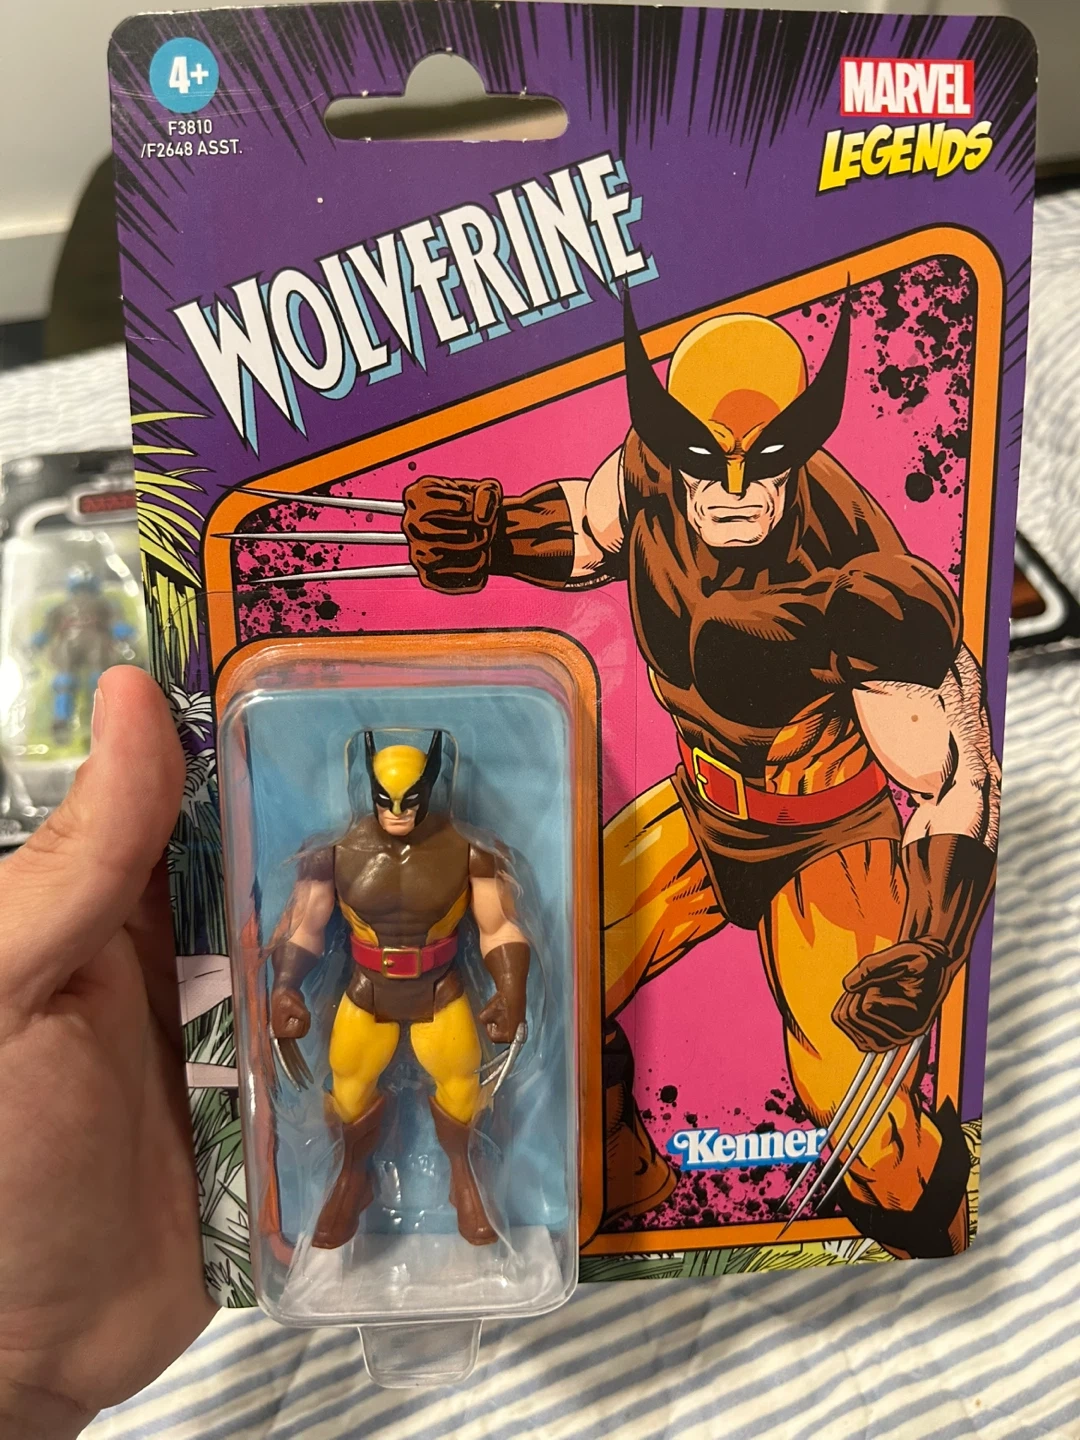 4+
F3810
/F2648 ASST.
MARVEL
LEGENDS
WOLVERINE
Kenner